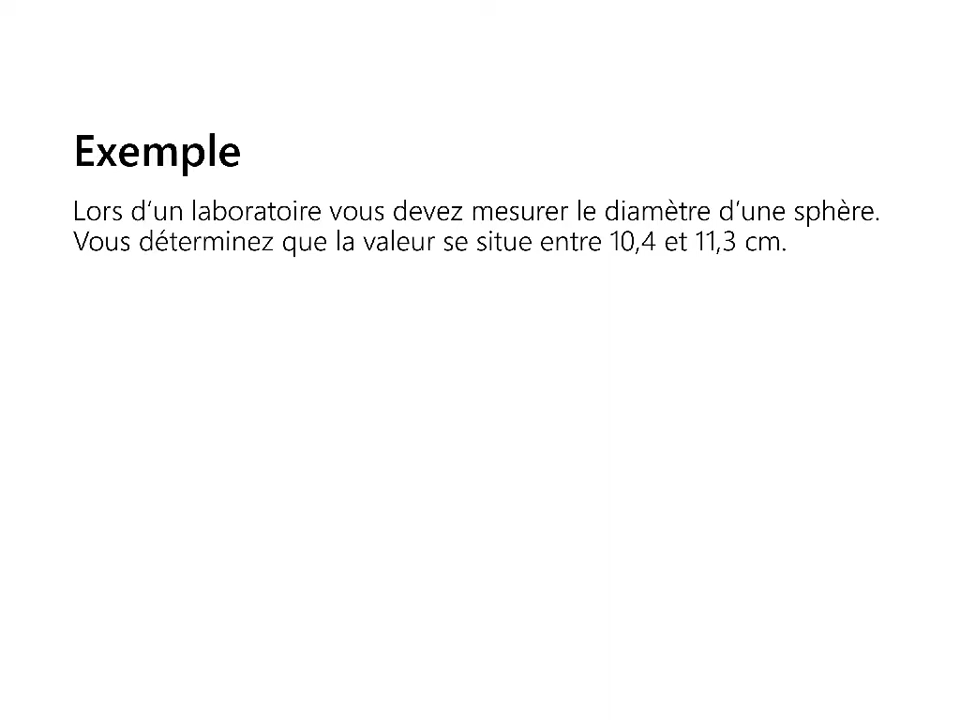 Exemple
Lors d’un laboratoire vous devez mesurer le diamètre d’une sphère.
Vous déterminez que la valeur se situe entre 10,4 et 11,3 cm.